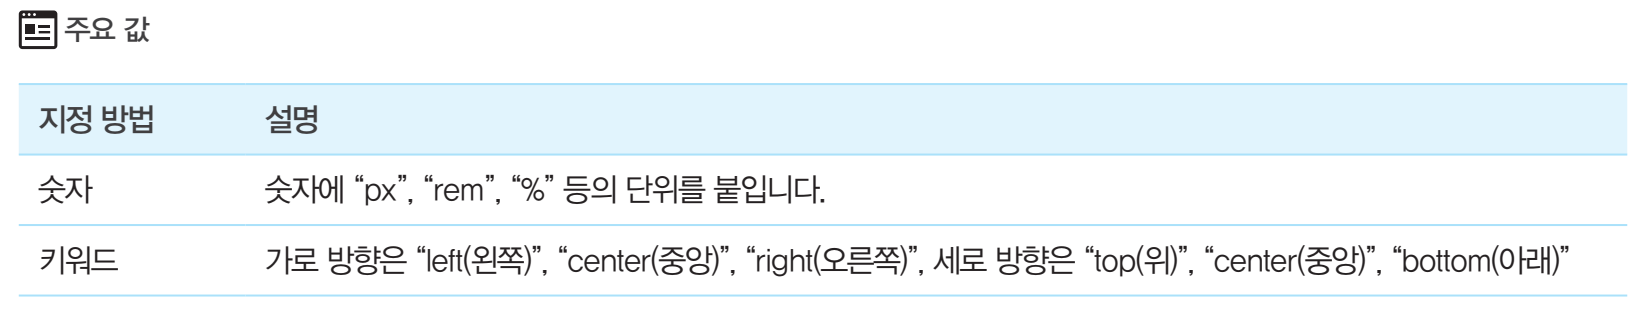 주요 값
지정 방법 설명
숫자 숫자에 “px”, “rem”, “%” 등의 단위를 붙입니다.
키워드 가로 방향은 “left(왼쪽)”, “center(중앙)”, “right(오른쪽)”, 세로 방향은 “top(위)”, “center(중앙)”, “bottom(아래)”